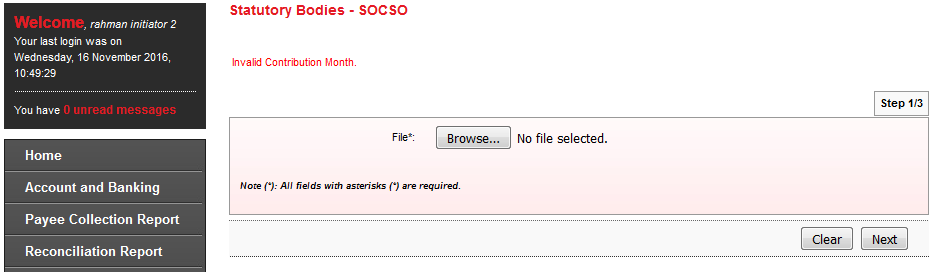 Welcome, rahman initiator 2
Your last login was on
Wednesday, 16 November 2016,
10:49:29
You have 0 unread messages
Home
Account and Banking
Payee Collection Report
Reconciliation Report
Statutory Bodies - SOCSO
Invalid Contribution Month.
Step 1/3
File*: Browse... No file selected.
Note (*): All fields with asterisks (*) are required.
Clear Next